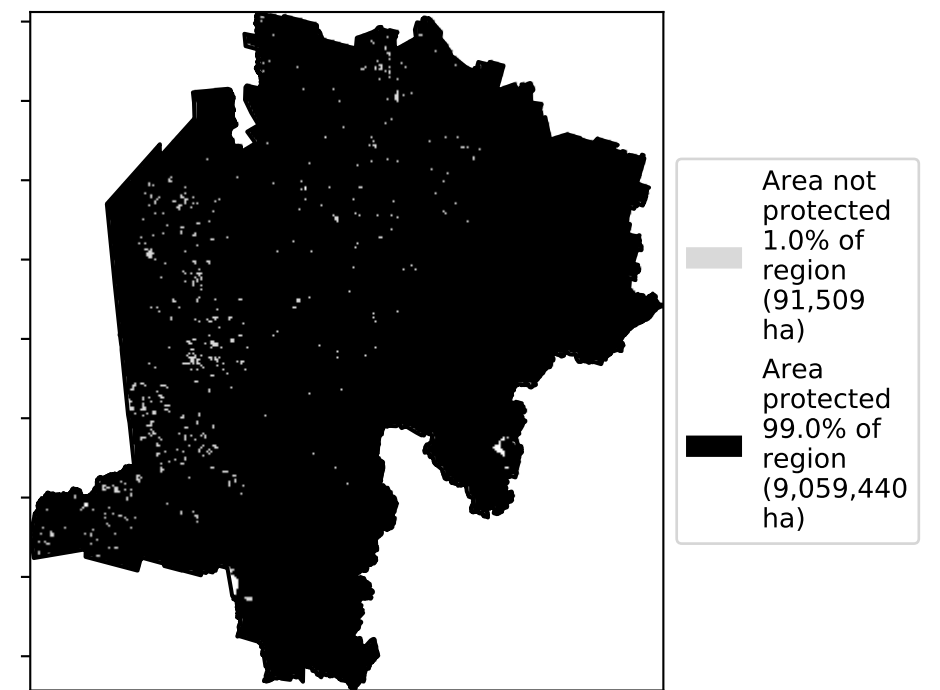 Area not
protected
1.0% of
region
(91,509
ha)
Area
protected
99.0% of
region
(9,059,440
ha)